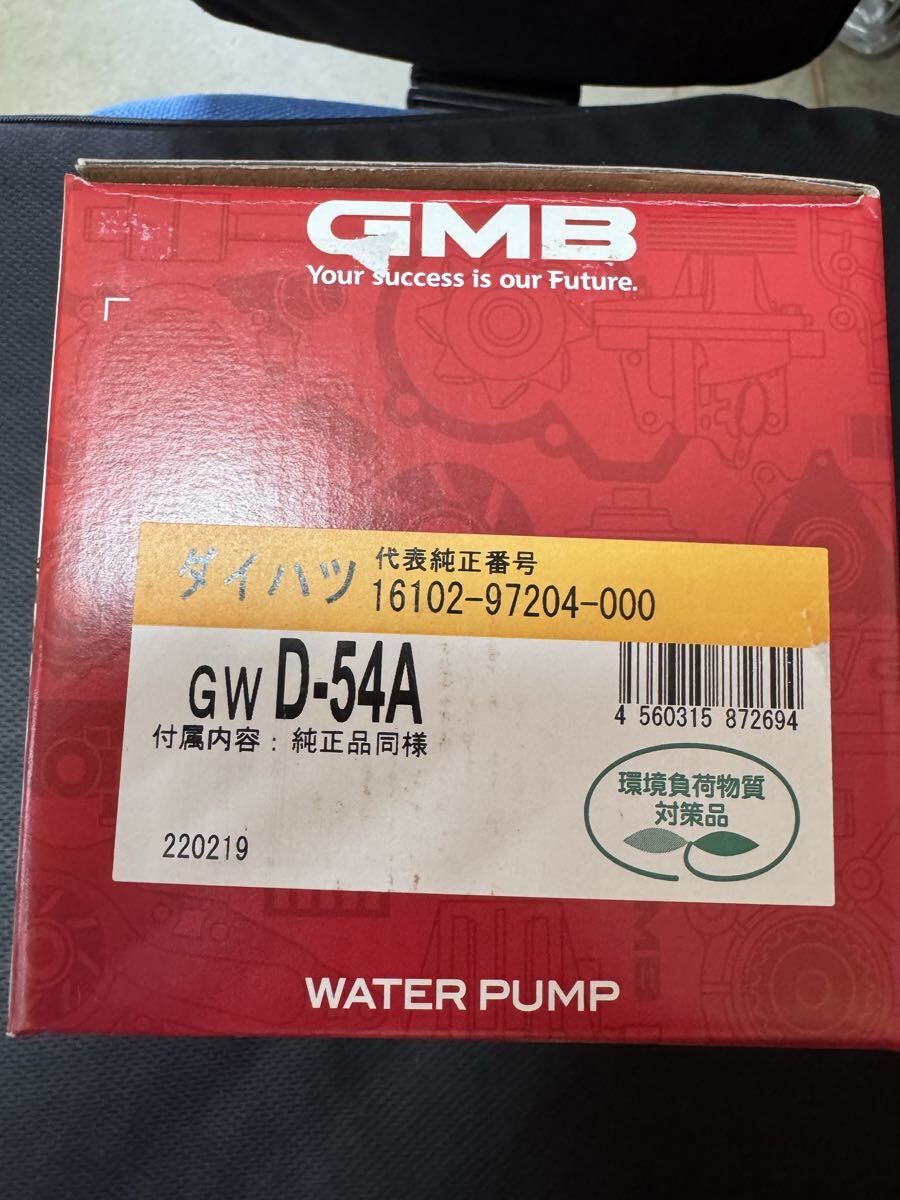 GMB
Your success is our Future.
ダイハツ
代表純正番号
16102-97204-000
GW D-54A
付属内容：純正品同様
4 560315 872694
環境負荷物質
対策品
220219
WATER PUMP